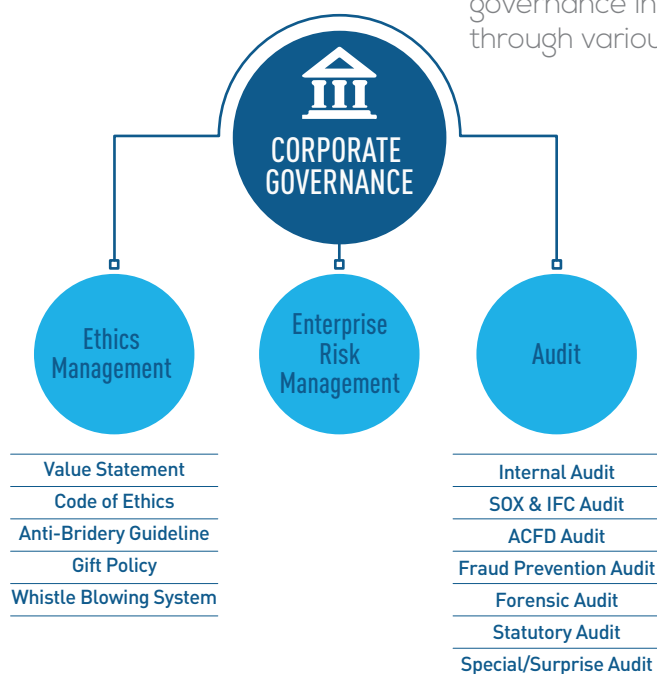 governance in
through
CORPORATE
GOVERNANCE
Ethics
Management
Enterprise
Risk
Management
Audit
Value Statement
Code of Ethics
Anti-Bridery Guideline
Gift Policy
Whistle Blowing System
Internal Audit
SOX & IFC Audit
ACFD Audit
Fraud Prevention Audit
Forensic Audit
Statutory Audit
Special/Surprise Audit